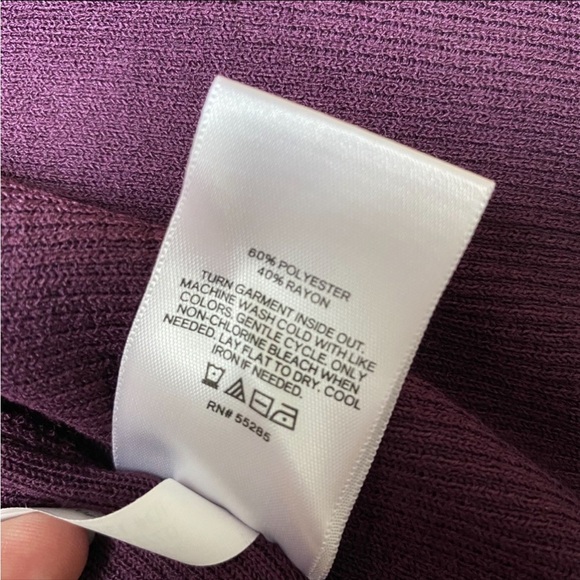 60% POLYESTER
40% RAYON
TURN GARMENT INSIDE OUT.
MACHINE WASH COLD WITH LIKE
COLORS. GENTLE CYCLE. ONLY
NON-CHLORINE BLEACH WHEN
NEEDED. LAY FLAT TO DRY. COOL
IRON IF NEEDED.
RN# 55285